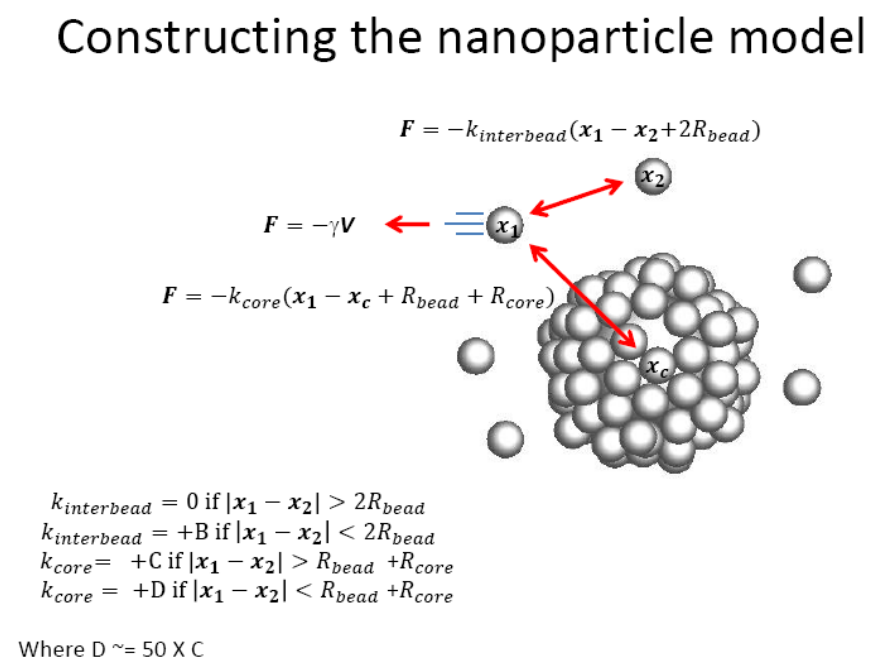 Constructing the nanoparticle model
F = −k_interbead(x₁ − x₂+2R_bead)
x₂
F = −γV
x₁
F = −k_core(x₁ − x_c + R_bead + R_core)
x_c
k_interbead = 0 if |x₁ − x₂| > 2R_bead
k_interbead = +B if |x₁ − x₂| < 2R_bead
k_core= +C if |x₁ − x₂| > R_bead +R_core
k_core = +D if |x₁ − x₂| < R_bead +R_core
Where D ~= 50 X C